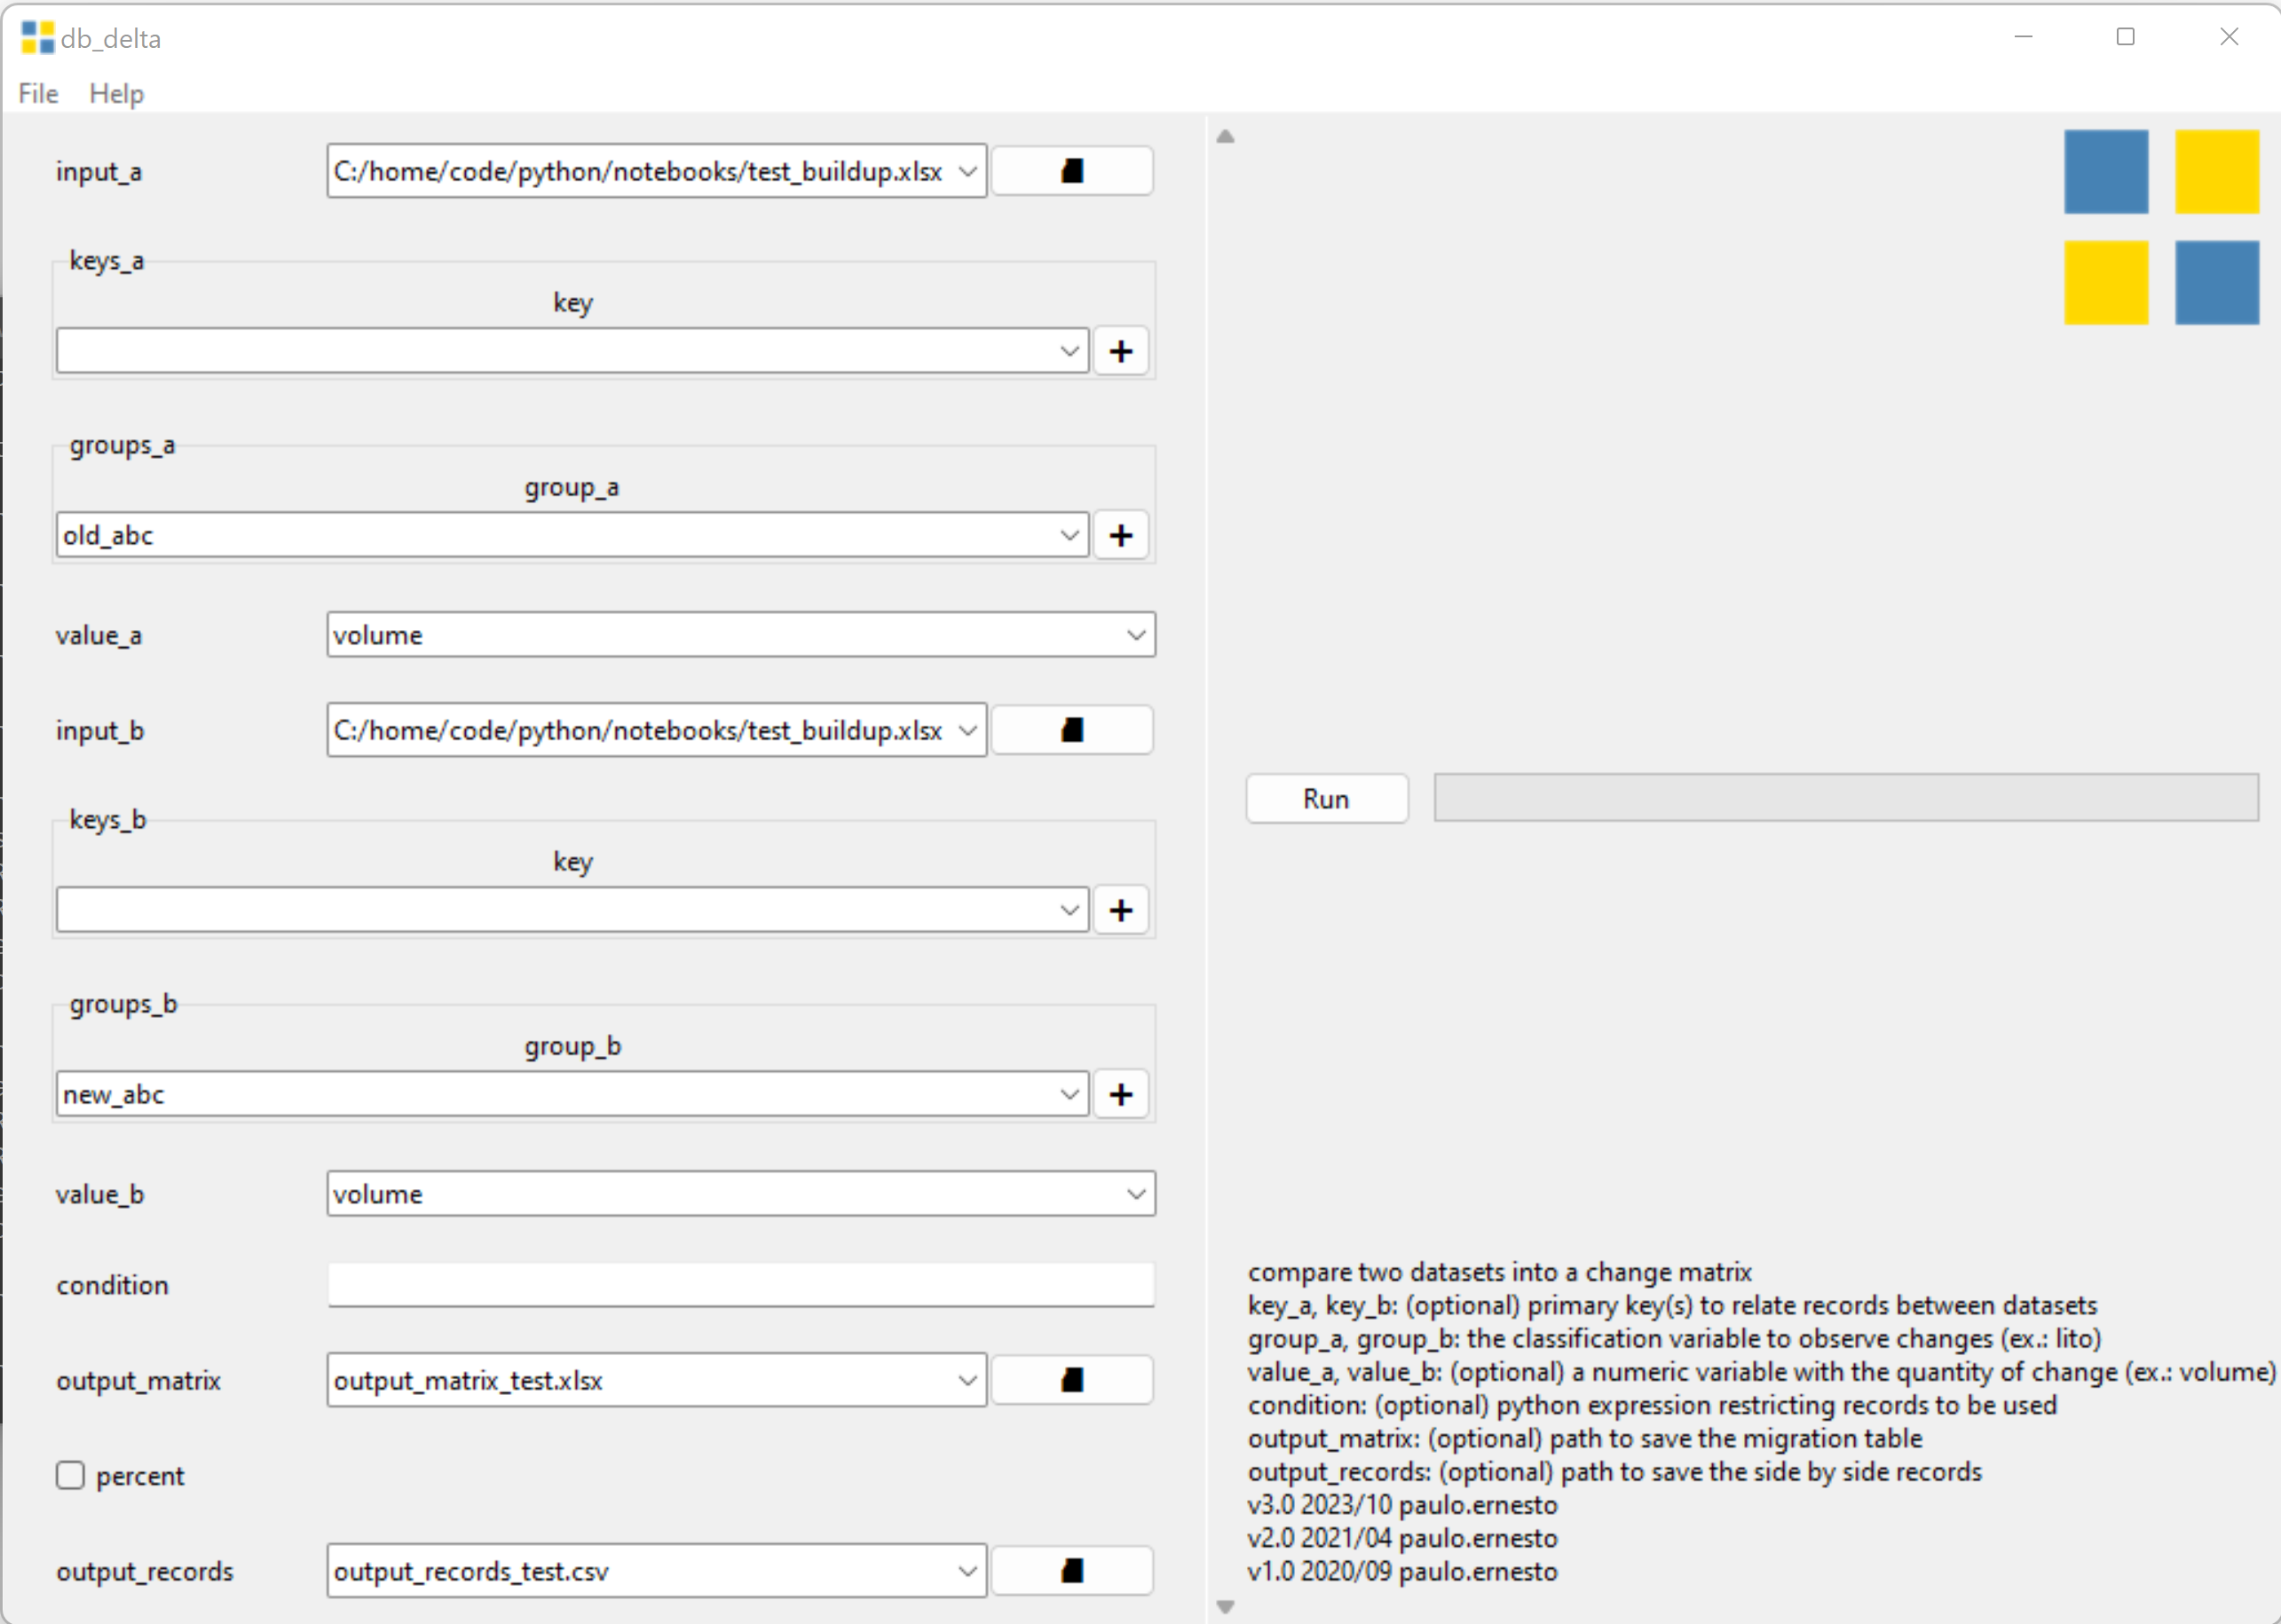 db_delta
File Help
input_a C:/home/code/python/notebooks/test_buildup.xlsx
keys_a
key
groups_a
group_a
old_abc
value_a volume
input_b C:/home/code/python/notebooks/test_buildup.xlsx
keys_b
key
groups_b
group_b
new_abc
value_b volume
condition
output_matrix output_matrix_test.xlsx
percent
output_records output_records_test.csv
Run
compare two datasets into a change matrix
key_a, key_b: (optional) primary key(s) to relate records between datasets
group_a, group_b: the classification variable to observe changes (ex.: lito)
value_a, value_b: (optional) a numeric variable with the quantity of change (ex.: volume)
condition: (optional) python expression restricting records to be used
output_matrix: (optional) path to save the migration table
output_records: (optional) path to save the side by side records
v3.0 2023/10 paulo.ernesto
v2.0 2021/04 paulo.ernesto
v1.0 2020/09 paulo.ernesto